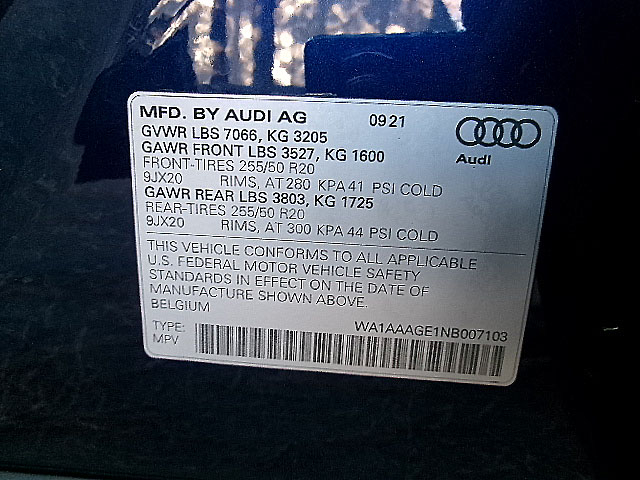 MFD. BY AUDI AG 09 21
GVWR LBS 7066, KG 3205
GAWR FRONT LBS 3527, KG 1600
Audi
FRONT-TIRES 255/50 R20
9JX20 RIMS, AT 280 KPA 41 PSI COLD
GAWR REAR LBS 3803, KG 1725
REAR-TIRES 255/50 R20
9JX20 RIMS, AT 300 KPA 44 PSI COLD
THIS VEHICLE CONFORMS TO ALL APPLICABLE
U.S. FEDERAL MOTOR VEHICLE SAFETY
STANDARDS IN EFFECT ON THE DATE OF
MANUFACTURE SHOWN ABOVE.
BELGIUM
TYPE: WA1AAAGE1NB007103
MPV